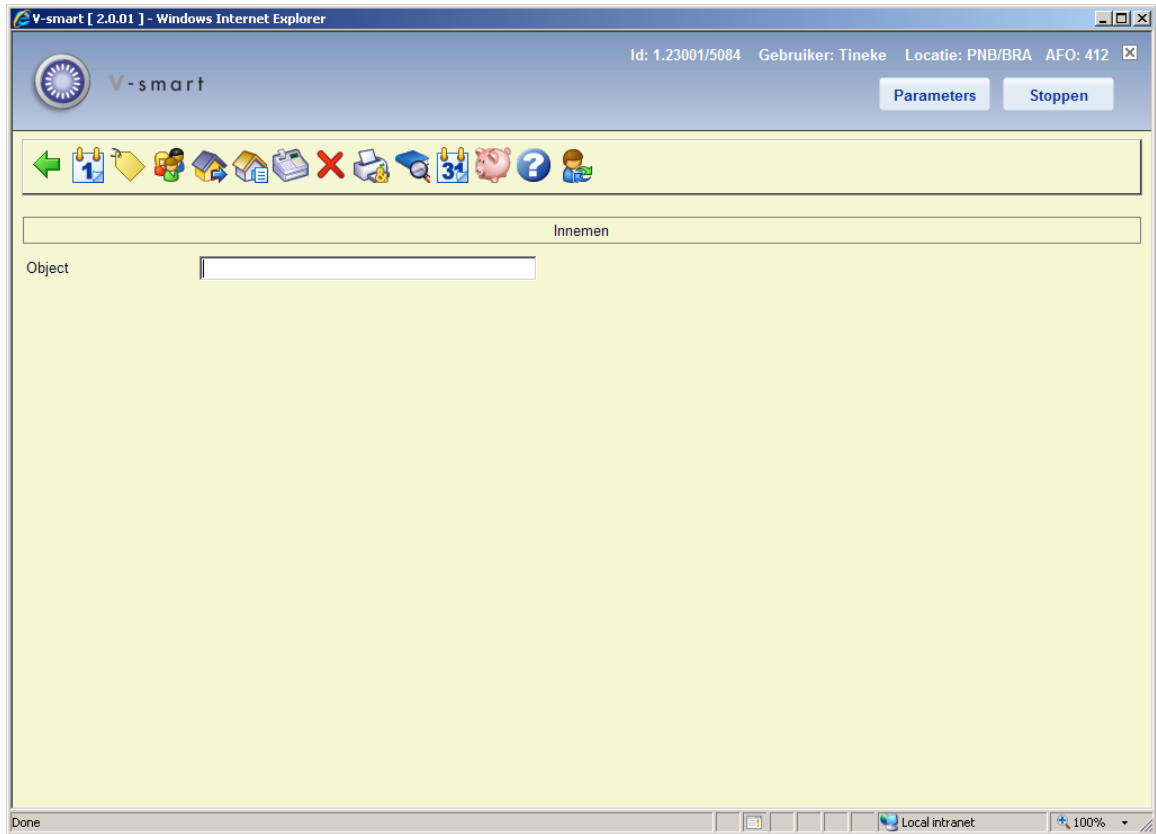 V-smart [ 2.0.01 ] - Windows Internet Explorer
Id: 1.23001/5084 Gebruiker: Tineke Locatie: PNB/BRA AFO: 412
V-smart
Parameters Stoppen
1 31 ?
Innemen
Object
Done Local intranet 100%